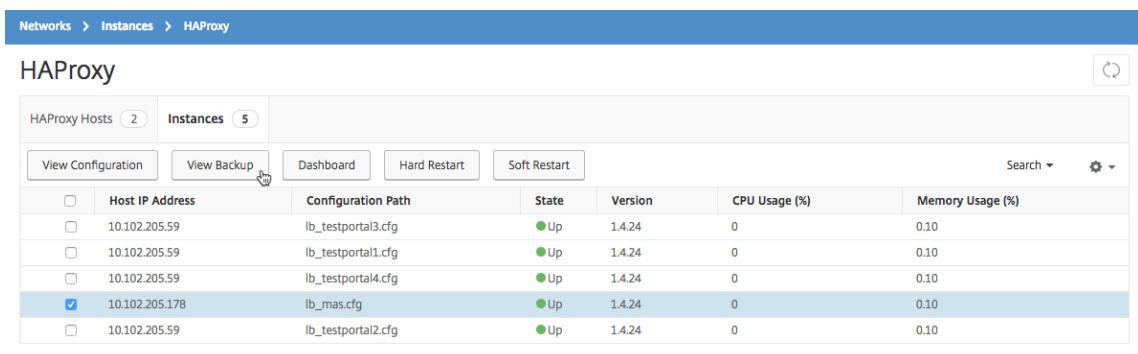 Networks > Instances > HAProxy
HAProxy
HAProxy Hosts 2 Instances 5
View Configuration View Backup Dashboard Hard Restart Soft Restart Search
Host IP Address Configuration Path State Version CPU Usage (%) Memory Usage (%)
10.102.205.59 lb_testportal3.cfg Up 1.4.24 0 0.10
10.102.205.59 lb_testportal1.cfg Up 1.4.24 0 0.10
10.102.205.59 lb_testportal4.cfg Up 1.4.24 0 0.10
10.102.205.178 lb_mas.cfg Up 1.4.24 0 0.10
10.102.205.59 lb_testportal2.cfg Up 1.4.24 0 0.10